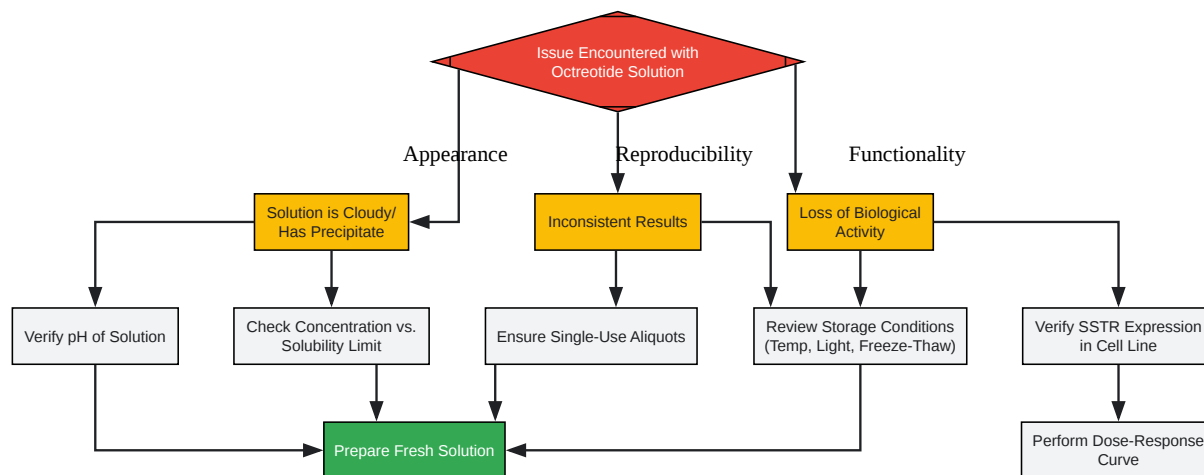 Issue Encountered with
Octreotide Solution
Appearance
Reproducibility
Functionality
Solution is Cloudy/
Has Precipitate
Inconsistent Results
Loss of Biological
Activity
Verify pH of Solution
Check Concentration vs.
Solubility Limit
Ensure Single-Use Aliquots
Review Storage Conditions
(Temp, Light, Freeze-Thaw)
Verify SSTR Expression
in Cell Line
Prepare Fresh Solution
Perform Dose-Response
Curve